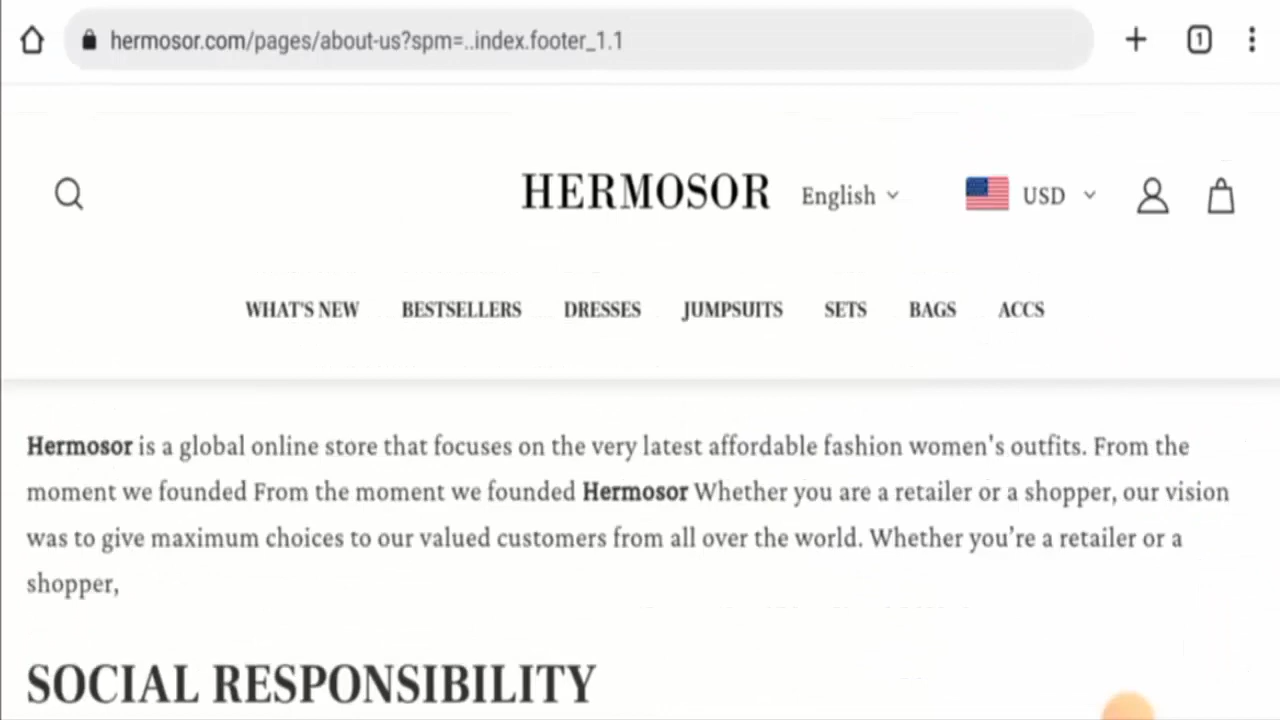 hermosor.com/pages/about-us?spm=..index.footer_1.1
1
HERMOSOR
English
USD
WHAT'S NEW BESTSELLERS DRESSES JUMPSUITS SETS BAGS ACCS
Hermosor is a global online store that focuses on the very latest affordable fashion women's outfits. From the
moment we founded From the moment we founded Hermosor Whether you are a retailer or a shopper, our vision
was to give maximum choices to our valued customers from all over the world. Whether you’re a retailer or a
shopper,
SOCIAL RESPONSIBILITY